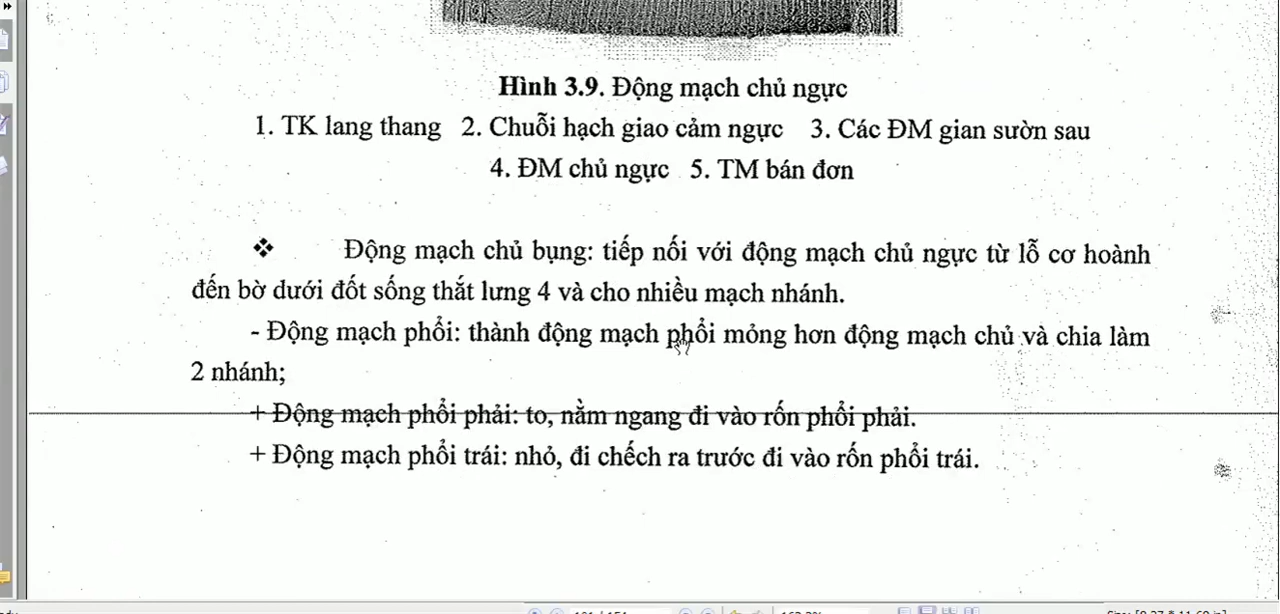 Hình 3.9. Động mạch chủ ngực
1. TK lang thang 2. Chuỗi hạch giao cảm ngực 3. Các ĐM gian sườn sau
4. ĐM chủ ngực 5. TM bán đơn
❖ Động mạch chủ bụng: tiếp nối với động mạch chủ ngực từ lỗ cơ hoành
đến bờ dưới đốt sống thắt lưng 4 và cho nhiều mạch nhánh.
- Động mạch phổi: thành động mạch phổi mỏng hơn động mạch chủ và chia làm
2 nhánh;
+ Động mạch phổi phải: to, nằm ngang đi vào rốn phổi phải.
+ Động mạch phổi trái: nhỏ, đi chếch ra trước đi vào rốn phổi trái.